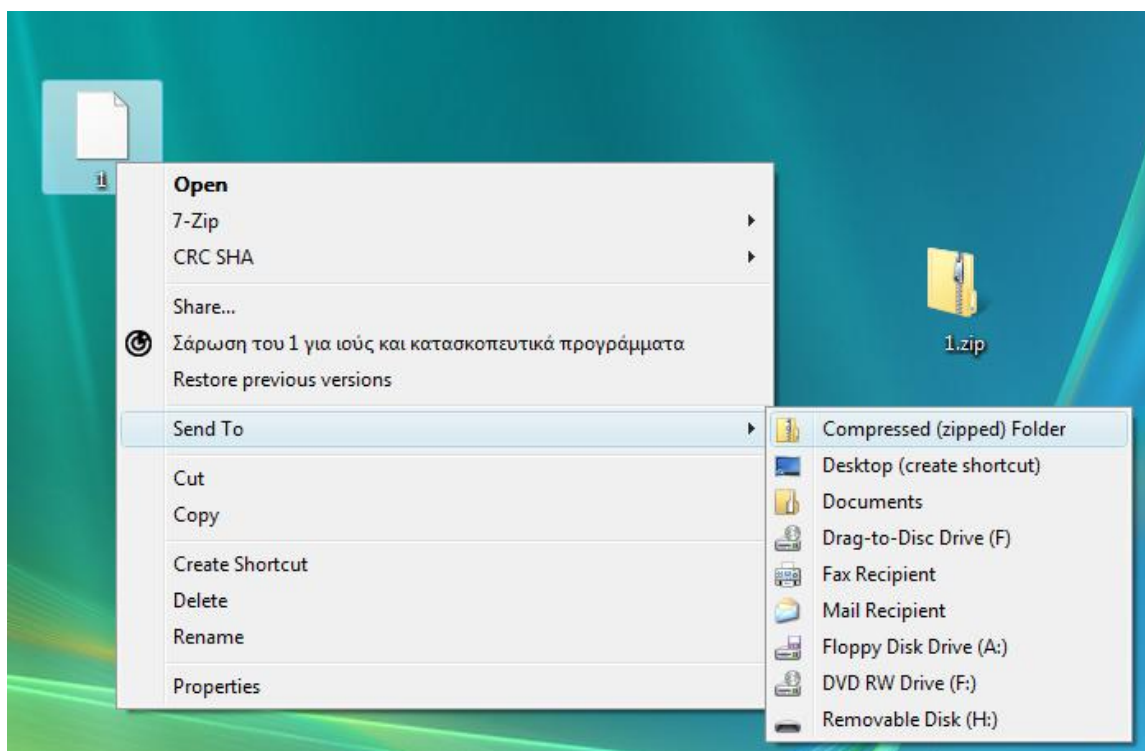 1
Open
7-Zip
CRC SHA
Share...
Σάρωση του 1 για ιούς και κατασκοπευτικά προγράμματα
Restore previous versions
Send To
Cut
Copy
Create Shortcut
Delete
Rename
Properties
1.zip
Compressed (zipped) Folder
Desktop (create shortcut)
Documents
Drag-to-Disc Drive (F)
Fax Recipient
Mail Recipient
Floppy Disk Drive (A:)
DVD RW Drive (F:)
Removable Disk (H:)